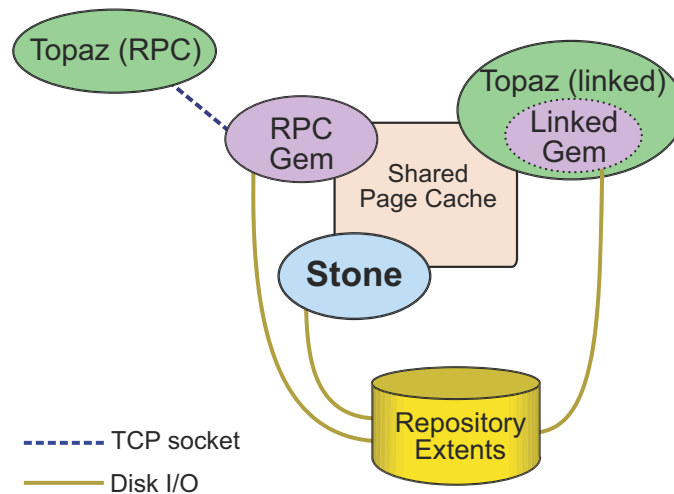 Topaz (RPC)
Topaz (linked)
RPC
Gem
Linked
Gem
Shared
Page Cache
Stone
Repository
Extents
TCP socket
Disk I/O